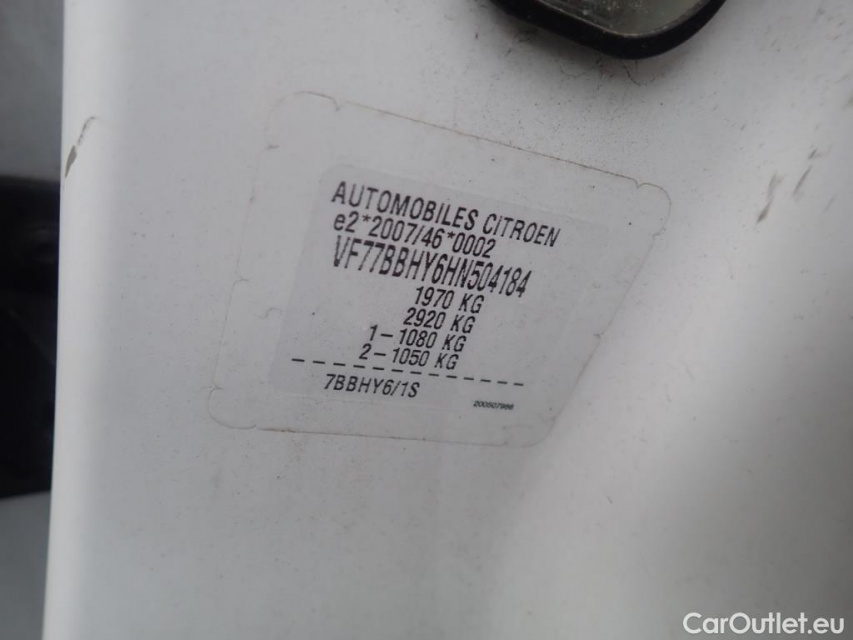 AUTOMOBILES CITROEN
e2*2007/46*0002
VF77BBHY6HN504184
1970 KG
2920 KG
1-1080 KG
2-1050 KG
7BBHY6/1S
200507986
CarOutlet.eu